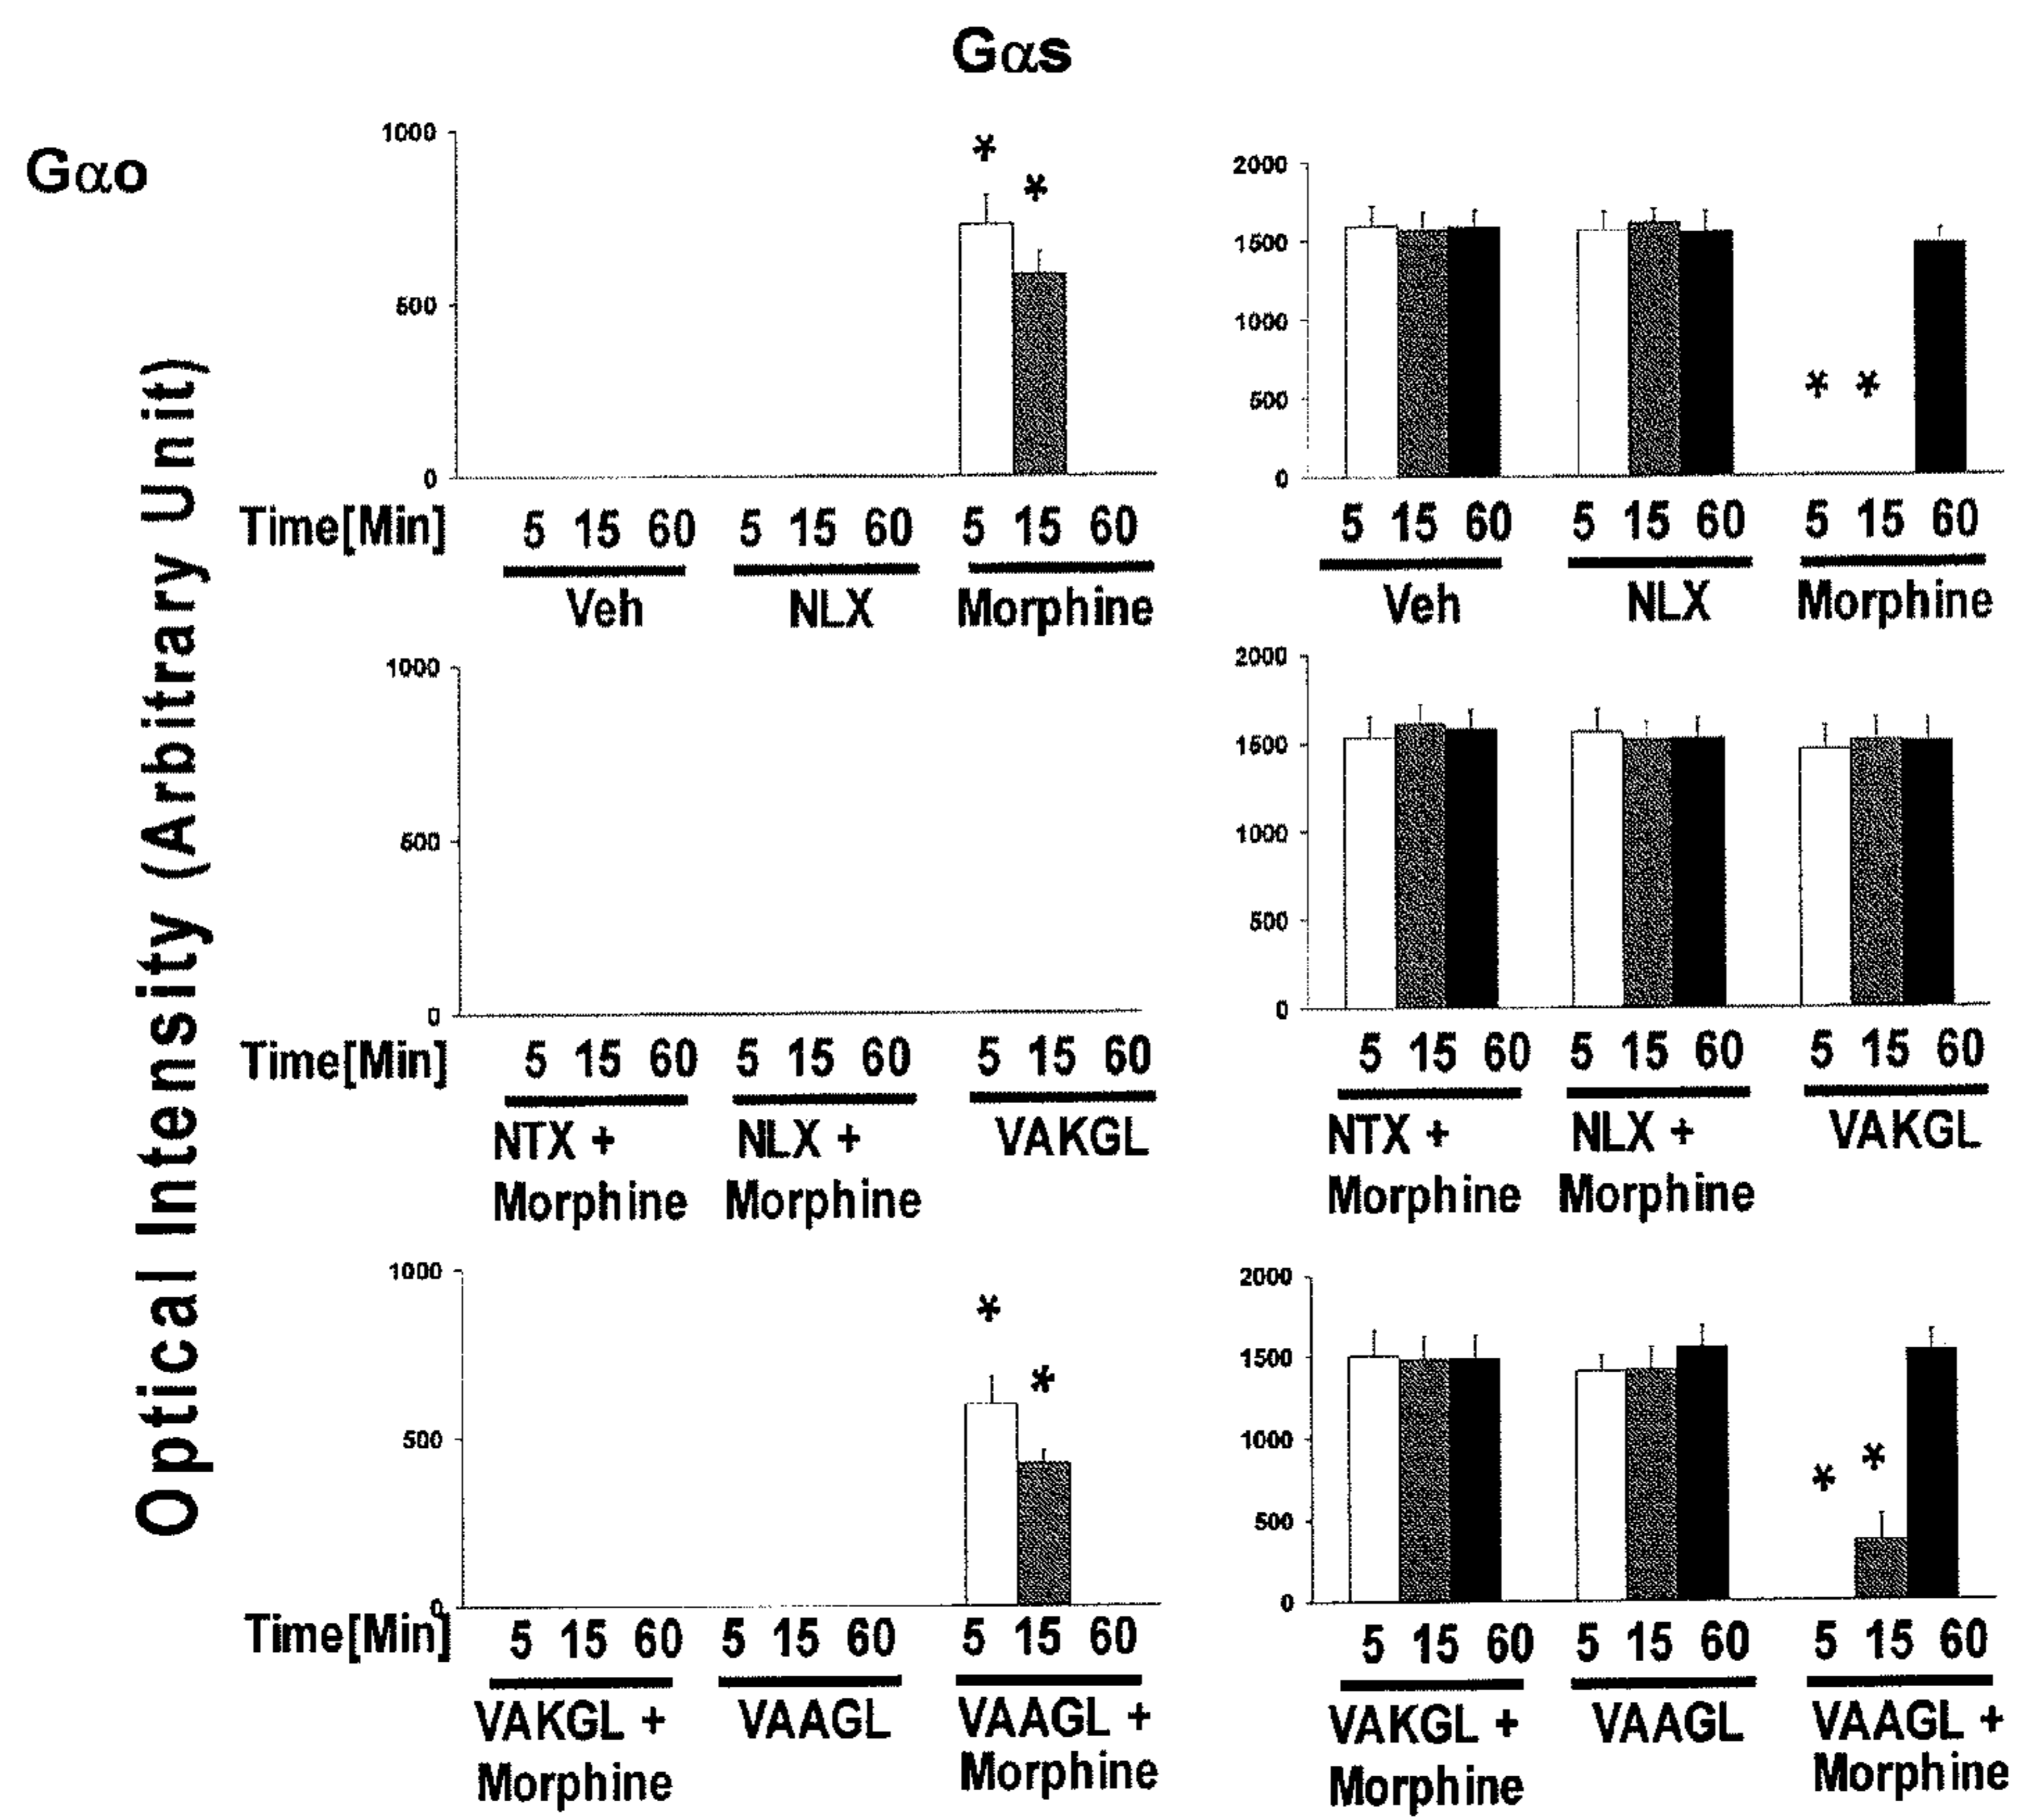 Gαs
Gαo
Optical Intensity (Arbitrary Unit)
1000
500
0
Time[Min] 5 15 60 5 15 60 5 15 60
Veh NLX Morphine
2000
1500
1000
500
0
5 15 60 5 15 60 5 15 60
Veh NLX Morphine
* *
* *
1000
500
0
Time[Min] 5 15 60 5 15 60 5 15 60
NTX + NLX + VAKGL
Morphine Morphine
2000
1500
1000
500
0
5 15 60 5 15 60 5 15 60
NTX + NLX + VAKGL
Morphine Morphine
1000
500
0
Time[Min] 5 15 60 5 15 60 5 15 60
VAKGL + VAAGL VAAGL +
Morphine Morphine
* *
2000
1500
1000
500
0
5 15 60 5 15 60 5 15 60
VAKGL + VAAGL VAAGL +
Morphine Morphine
* *